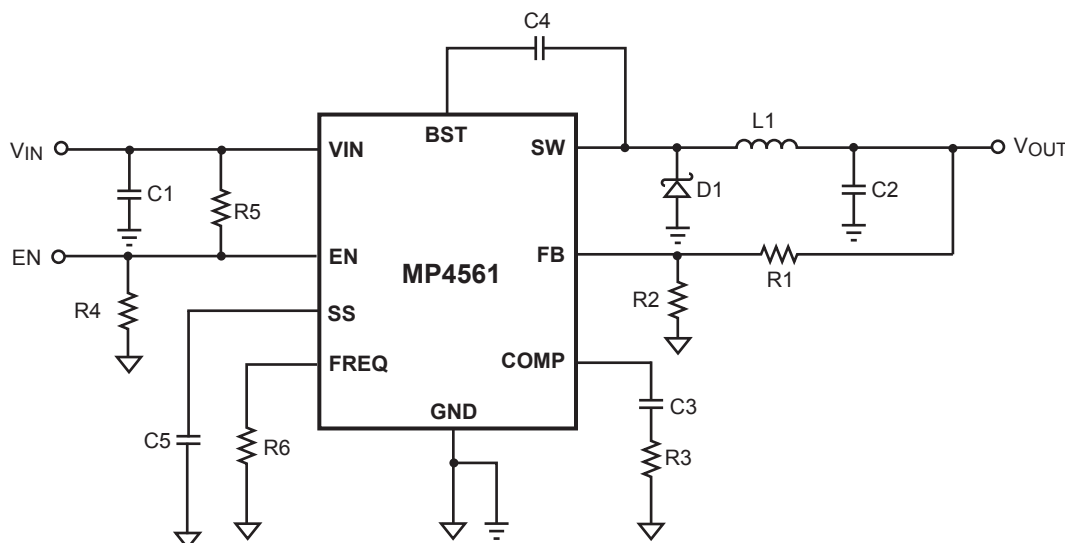 C4
L1
BST
VIN
VIN
SW
VOUT
C1
R5
D1
C2
EN
EN
FB
MP4561
R1
R4
R2
SS
FREQ
COMP
GND
C3
C5
R6
R3